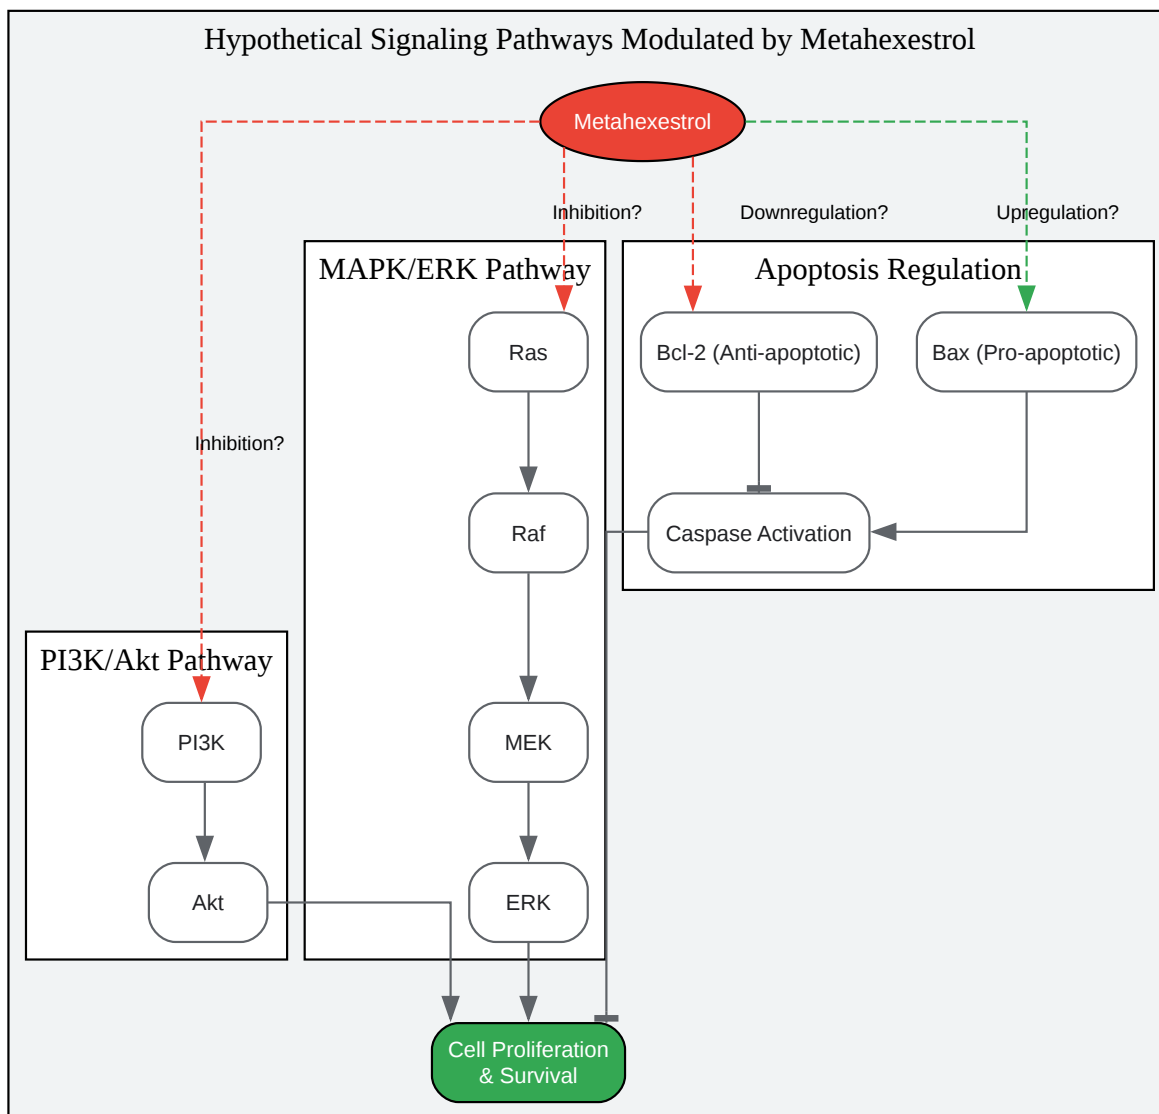 Hypothetical Signaling Pathways Modulated by Metahexestrol
Metahexestrol
Inhibition?
Downregulation?
Upregulation?
MAPK/ERK Pathway
Apoptosis Regulation
Ras
Bcl-2 (Anti-apoptotic)
Bax (Pro-apoptotic)
Inhibition?
Raf
Caspase Activation
PI3K/Akt Pathway
PI3K
MEK
Akt
ERK
Cell Proliferation
& Survival